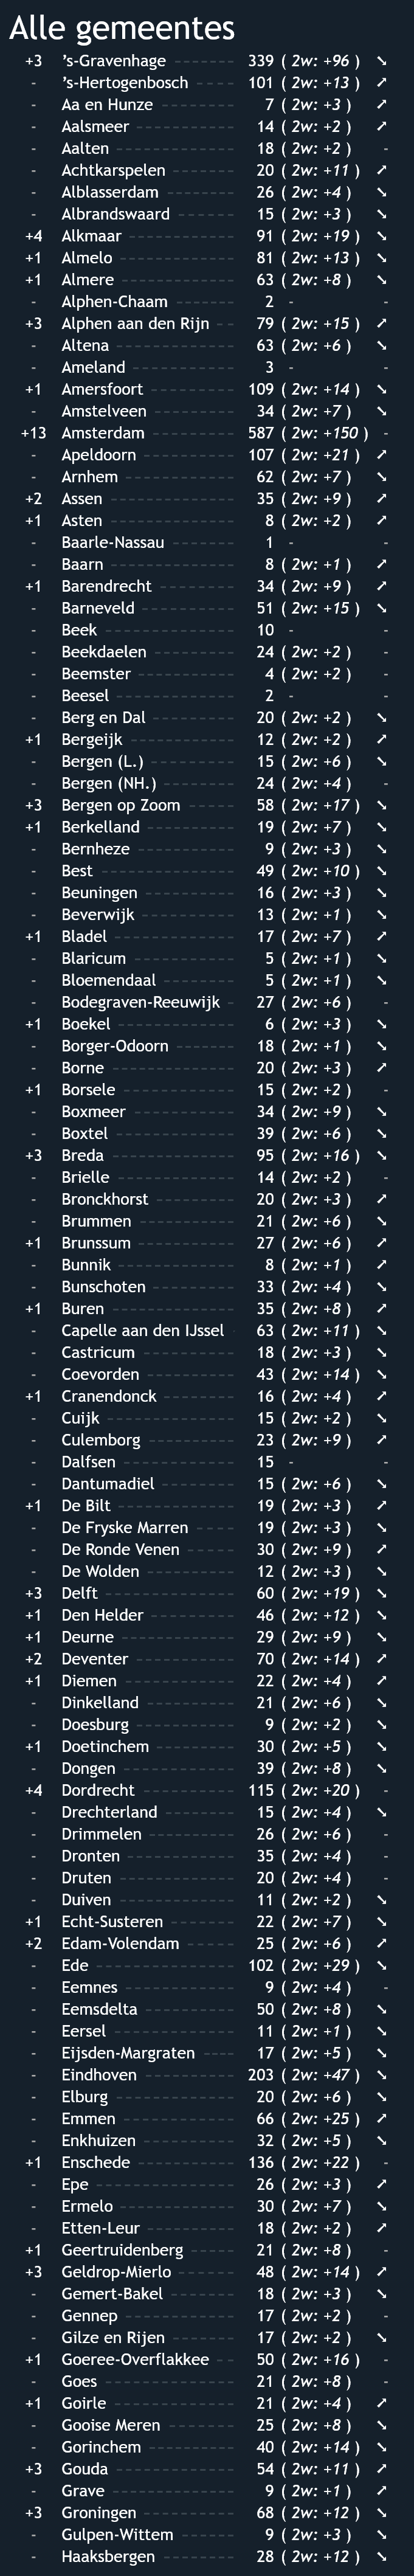 Alle gemeentes
+3 ’s-Gravenhage 339 ( 2w: +96 ) ➘
- ’s-Hertogenbosch 101 ( 2w: +13 ) ➚
- Aa en Hunze 7 ( 2w: +3 ) ➚
- Aalsmeer 14 ( 2w: +2 ) ➚
- Aalten 18 ( 2w: +2 ) -
- Achtkarspelen 20 ( 2w: +11 ) ➚
- Alblasserdam 26 ( 2w: +4 ) ➘
- Albrandswaard 15 ( 2w: +3 ) ➘
+4 Alkmaar 91 ( 2w: +19 ) ➘
+1 Almelo 81 ( 2w: +13 ) ➘
+1 Almere 63 ( 2w: +8 ) ➘
- Alphen-Chaam 2 - -
+3 Alphen aan den Rijn 79 ( 2w: +15 ) ➚
- Altena 63 ( 2w: +6 ) ➘
- Ameland 3 - -
+1 Amersfoort 109 ( 2w: +14 ) ➘
- Amstelveen 34 ( 2w: +7 ) ➘
+13 Amsterdam 587 ( 2w: +150 ) -
- Apeldoorn 107 ( 2w: +21 ) ➚
- Arnhem 62 ( 2w: +7 ) ➘
+2 Assen 35 ( 2w: +9 ) ➚
+1 Asten 8 ( 2w: +2 ) ➚
- Baarle-Nassau 1 - -
- Baarn 8 ( 2w: +1 ) ➚
+1 Barendrecht 34 ( 2w: +9 ) ➚
- Barneveld 51 ( 2w: +15 ) ➘
- Beek 10 - -
- Beekdaelen 24 ( 2w: +2 ) -
- Beemster 4 ( 2w: +2 ) -
- Beesel 2 - -
- Berg en Dal 20 ( 2w: +2 ) ➘
+1 Bergeijk 12 ( 2w: +2 ) ➚
- Bergen (L.) 15 ( 2w: +6 ) ➘
- Bergen (NH.) 24 ( 2w: +4 ) -
+3 Bergen op Zoom 58 ( 2w: +17 ) ➘
+1 Berkelland 19 ( 2w: +7 ) ➘
- Bernheze 9 ( 2w: +3 ) ➘
- Best 49 ( 2w: +10 ) ➘
- Beuningen 16 ( 2w: +3 ) ➘
- Beverwijk 13 ( 2w: +1 ) ➘
+1 Bladel 17 ( 2w: +7 ) ➚
- Blaricum 5 ( 2w: +1 ) ➘
- Bloemendaal 5 ( 2w: +1 ) ➘
- Bodegraven-Reeuwijk 27 ( 2w: +6 ) -
+1 Boekel 6 ( 2w: +3 ) ➘
- Borger-Odoorn 18 ( 2w: +1 ) ➘
- Borne 20 ( 2w: +3 ) ➚
+1 Borsele 15 ( 2w: +2 ) -
- Boxmeer 34 ( 2w: +9 ) ➘
- Boxtel 39 ( 2w: +6 ) ➘
+3 Breda 95 ( 2w: +16 ) ➘
- Brielle 14 ( 2w: +2 ) -
- Bronckhorst 20 ( 2w: +3 ) ➚
- Brummen 21 ( 2w: +6 ) ➘
+1 Brunssum 27 ( 2w: +6 ) ➚
- Bunnik 8 ( 2w: +1 ) ➚
- Bunschoten 33 ( 2w: +4 ) ➘
+1 Buren 35 ( 2w: +8 ) ➚
- Capelle aan den IJssel 63 ( 2w: +11 ) ➘
- Castricum 18 ( 2w: +3 ) ➘
- Coevorden 43 ( 2w: +14 ) ➘
+1 Cranendonck 16 ( 2w: +4 ) ➚
- Cuijk 15 ( 2w: +2 ) ➘
- Culemborg 23 ( 2w: +9 ) ➚
- Dalfsen 15 - -
- Dantumadiel 15 ( 2w: +6 ) ➘
+1 De Bilt 19 ( 2w: +3 ) ➚
- De Fryske Marren 19 ( 2w: +3 ) ➘
- De Ronde Venen 30 ( 2w: +9 ) ➚
- De Wolden 12 ( 2w: +3 ) ➘
+3 Delft 60 ( 2w: +19 ) ➘
+1 Den Helder 46 ( 2w: +12 ) ➘
+1 Deurne 29 ( 2w: +9 ) ➘
+2 Deventer 70 ( 2w: +14 ) ➚
+1 Diemen 22 ( 2w: +4 ) ➚
- Dinkelland 21 ( 2w: +6 ) ➘
- Doesburg 9 ( 2w: +2 ) ➘
+1 Doetinchem 30 ( 2w: +5 ) ➘
- Dongen 39 ( 2w: +8 ) ➘
+4 Dordrecht 115 ( 2w: +20 ) -
- Drechterland 15 ( 2w: +4 ) ➘
- Drimmelen 26 ( 2w: +6 ) -
- Dronten 35 ( 2w: +4 ) -
- Druten 20 ( 2w: +4 ) -
- Duiven 11 ( 2w: +2 ) ➘
+1 Echt-Susteren 22 ( 2w: +7 ) ➘
+2 Edam-Volendam 25 ( 2w: +6 ) ➚
- Ede 102 ( 2w: +29 ) ➘
- Eemnes 9 ( 2w: +4 ) -
- Eemsdelta 50 ( 2w: +8 ) ➘
- Eersel 11 ( 2w: +1 ) ➘
- Eijsden-Margraten 17 ( 2w: +5 ) ➘
- Eindhoven 203 ( 2w: +47 ) ➘
- Elburg 20 ( 2w: +6 ) ➘
- Emmen 66 ( 2w: +25 ) ➚
- Enkhuizen 32 ( 2w: +5 ) ➘
+1 Enschede 136 ( 2w: +22 ) -
- Epe 26 ( 2w: +3 ) ➚
- Ermelo 30 ( 2w: +7 ) ➘
- Etten-Leur 18 ( 2w: +2 ) ➚
+1 Geertruidenberg 21 ( 2w: +8 ) -
+3 Geldrop-Mierlo 48 ( 2w: +14 ) ➚
- Gemert-Bakel 18 ( 2w: +3 ) ➘
- Gennep 17 ( 2w: +2 ) -
- Gilze en Rijen 17 ( 2w: +2 ) ➘
+1 Goeree-Overflakkee 50 ( 2w: +16 ) -
- Goes 21 ( 2w: +8 ) -
+1 Goirle 21 ( 2w: +4 ) ➚
- Gooise Meren 25 ( 2w: +8 ) ➘
- Gorinchem 40 ( 2w: +14 ) ➘
+3 Gouda 54 ( 2w: +11 ) ➚
- Grave 9 ( 2w: +1 ) ➚
+3 Groningen 68 ( 2w: +12 ) ➘
- Gulpen-Wittem 9 ( 2w: +3 ) ➘
- Haaksbergen 28 ( 2w: +12 ) ➘